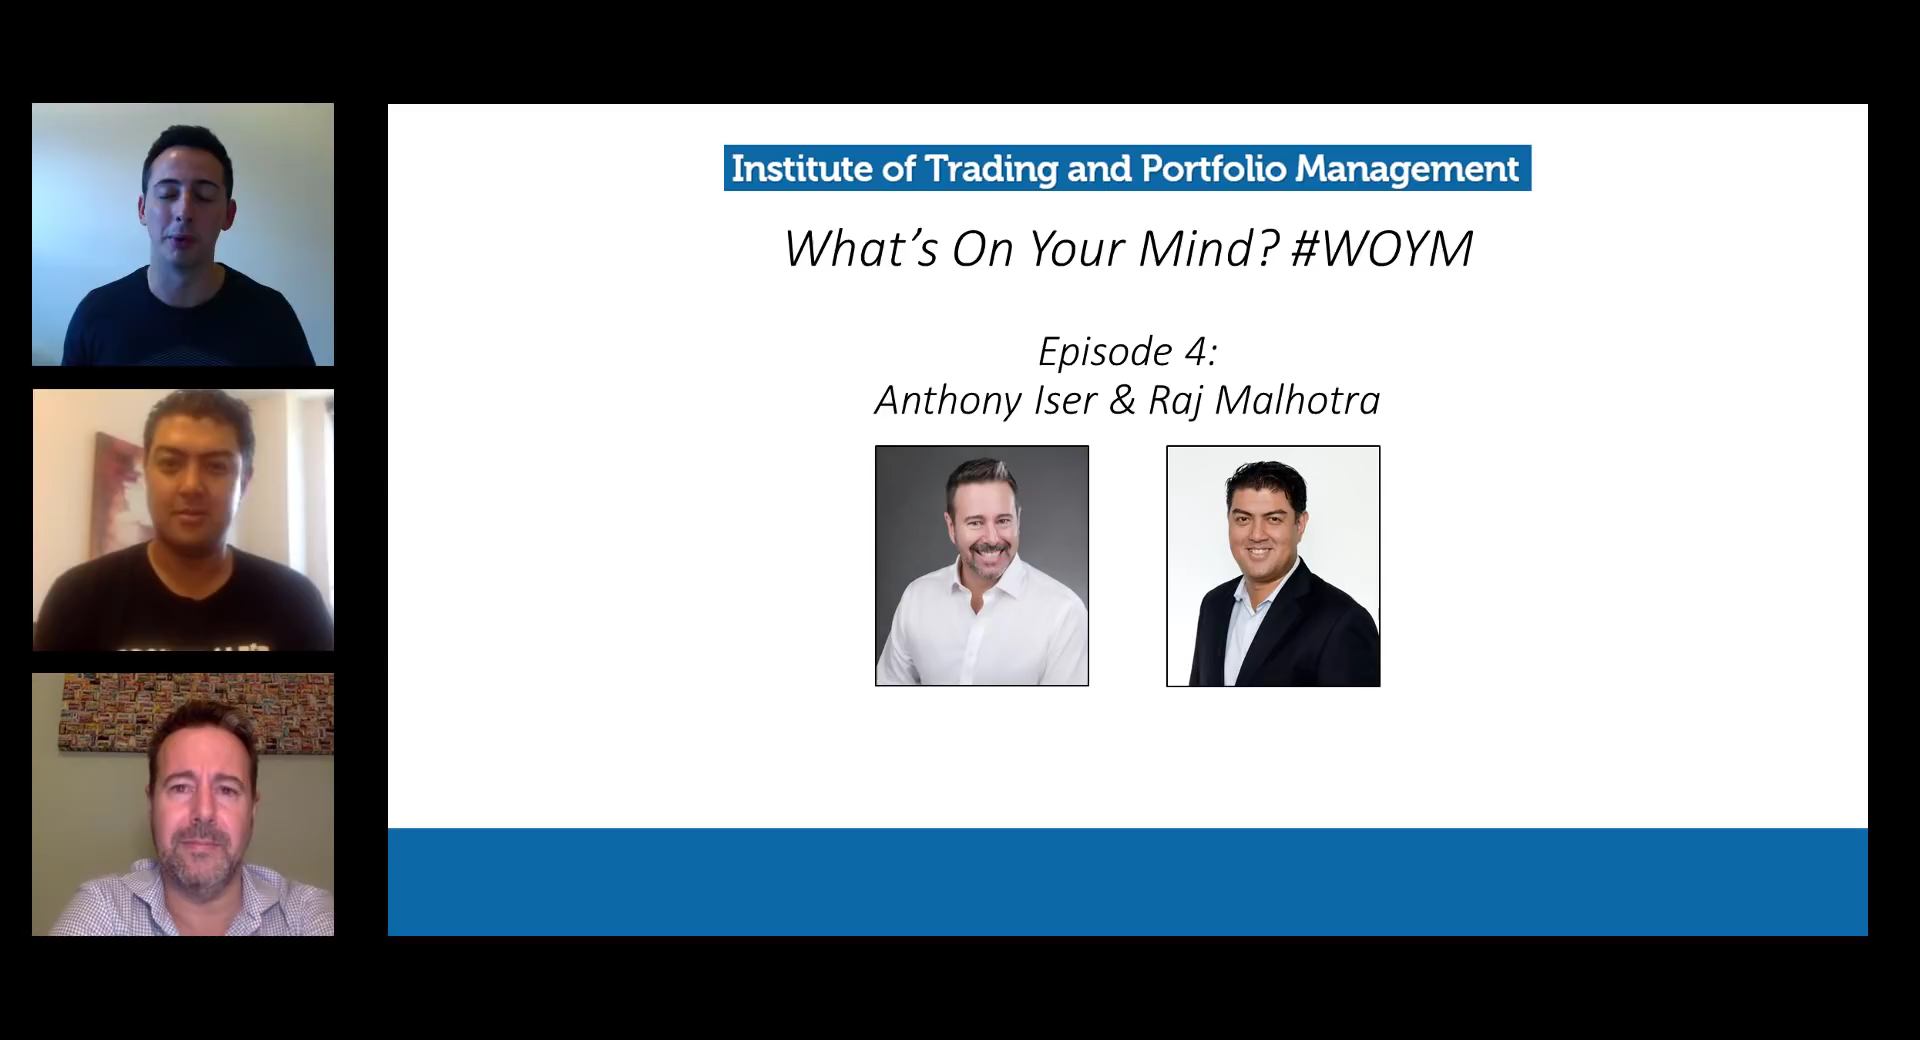 Institute of Trading and Portfolio Management
What's On Your Mind? #WOYM
Episode 4:
Anthony Iser & Raj Malhotra